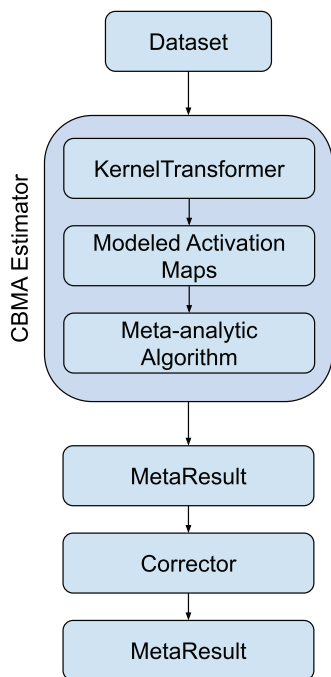 Dataset
CBMA Estimator
KernelTransformer
Modeled Activation
Maps
Meta-analytic
Algorithm
MetaResult
Corrector
MetaResult